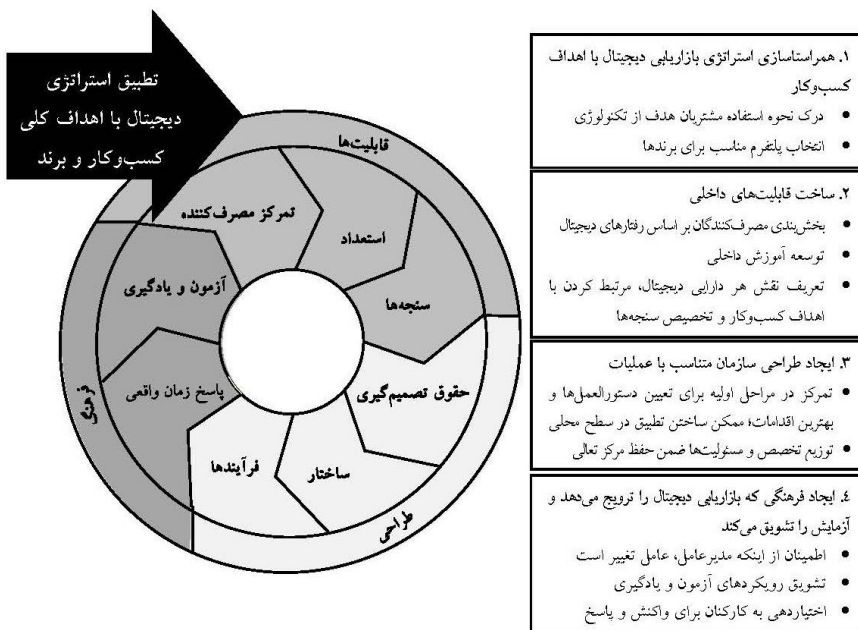 تطبیق استراتژی
دیجیتال با اهداف کلی
کسب‌وکار و برند
قابلیت‌ها
تمرکز مصرف‌کننده
استعداد
سنجه‌ها
آزمون و یادگیری
پاسخ زمان واقعی
فرهنگی
حقوق تصمیم‌گیری
ساختار
فرآیندها
طراحی
۱. همراستاسازی استراتژی بازاریابی دیجیتال با اهداف
کسب‌وکار
• درک نحوه استفاده مشتریان هدف از تکنولوژی
• انتخاب پلتفرم مناسب برای برندها
۲. ساخت قابلیت‌های داخلی
• بخش‌بندی مصرف‌کنندگان بر اساس رفتارهای دیجیتال
• توسعه آموزش داخلی
• تعریف نقش هر دارایی دیجیتال، مرتبط کردن با
اهداف کسب‌وکار و تخصیص سنجه‌ها
۳. ایجاد طراحی سازمان متناسب با عملیات
• تمرکز در مراحل اولیه برای تعیین دستورالعمل‌ها و
بهترین اقدامات؛ ممکن ساختن تطبیق در سطح محلی
• توزیع تخصص و مسئولیت‌ها ضمن حفظ مرکز تعالی
۴. ایجاد فرهنگی که بازاریابی دیجیتال را ترویج می‌دهد و
آزمایش را تشویق می‌کند
• اطمینان از اینکه مدیرعامل، عامل تغییر است
• تشویق رویکردهای آزمون و یادگیری
• اختیاردهی به کارکنان برای واکنش و پاسخ